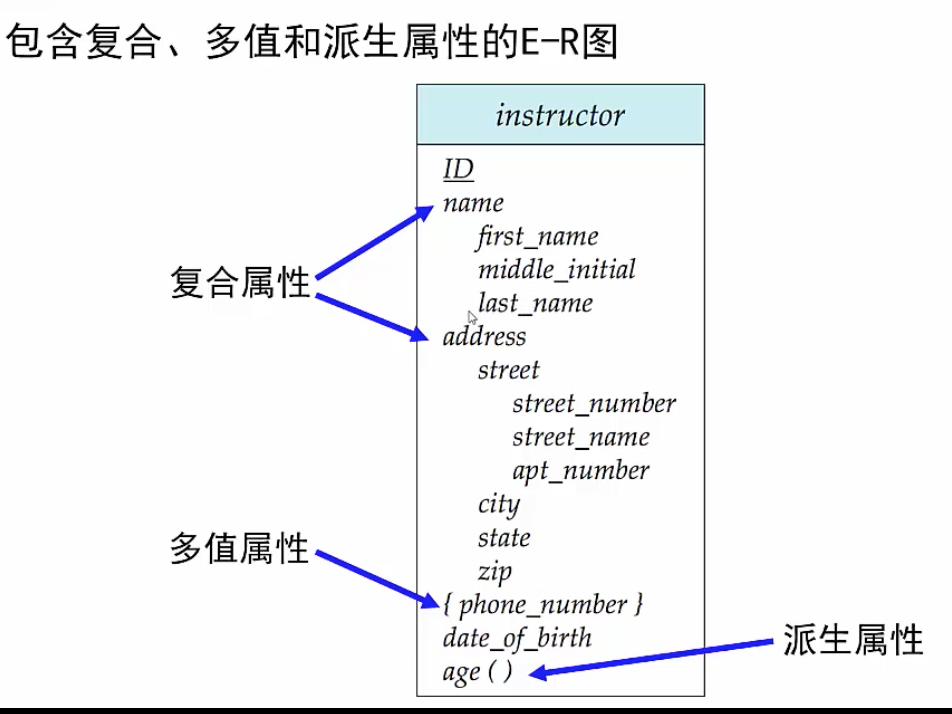 包含复合、多值和派生属性的E-R图
instructor
ID
name
first_name
middle_initial
last_name
复合属性
address
street
street_number
street_name
apt_number
city
state
zip
多值属性
{ phone_number }
date_of_birth
age ( )
派生属性